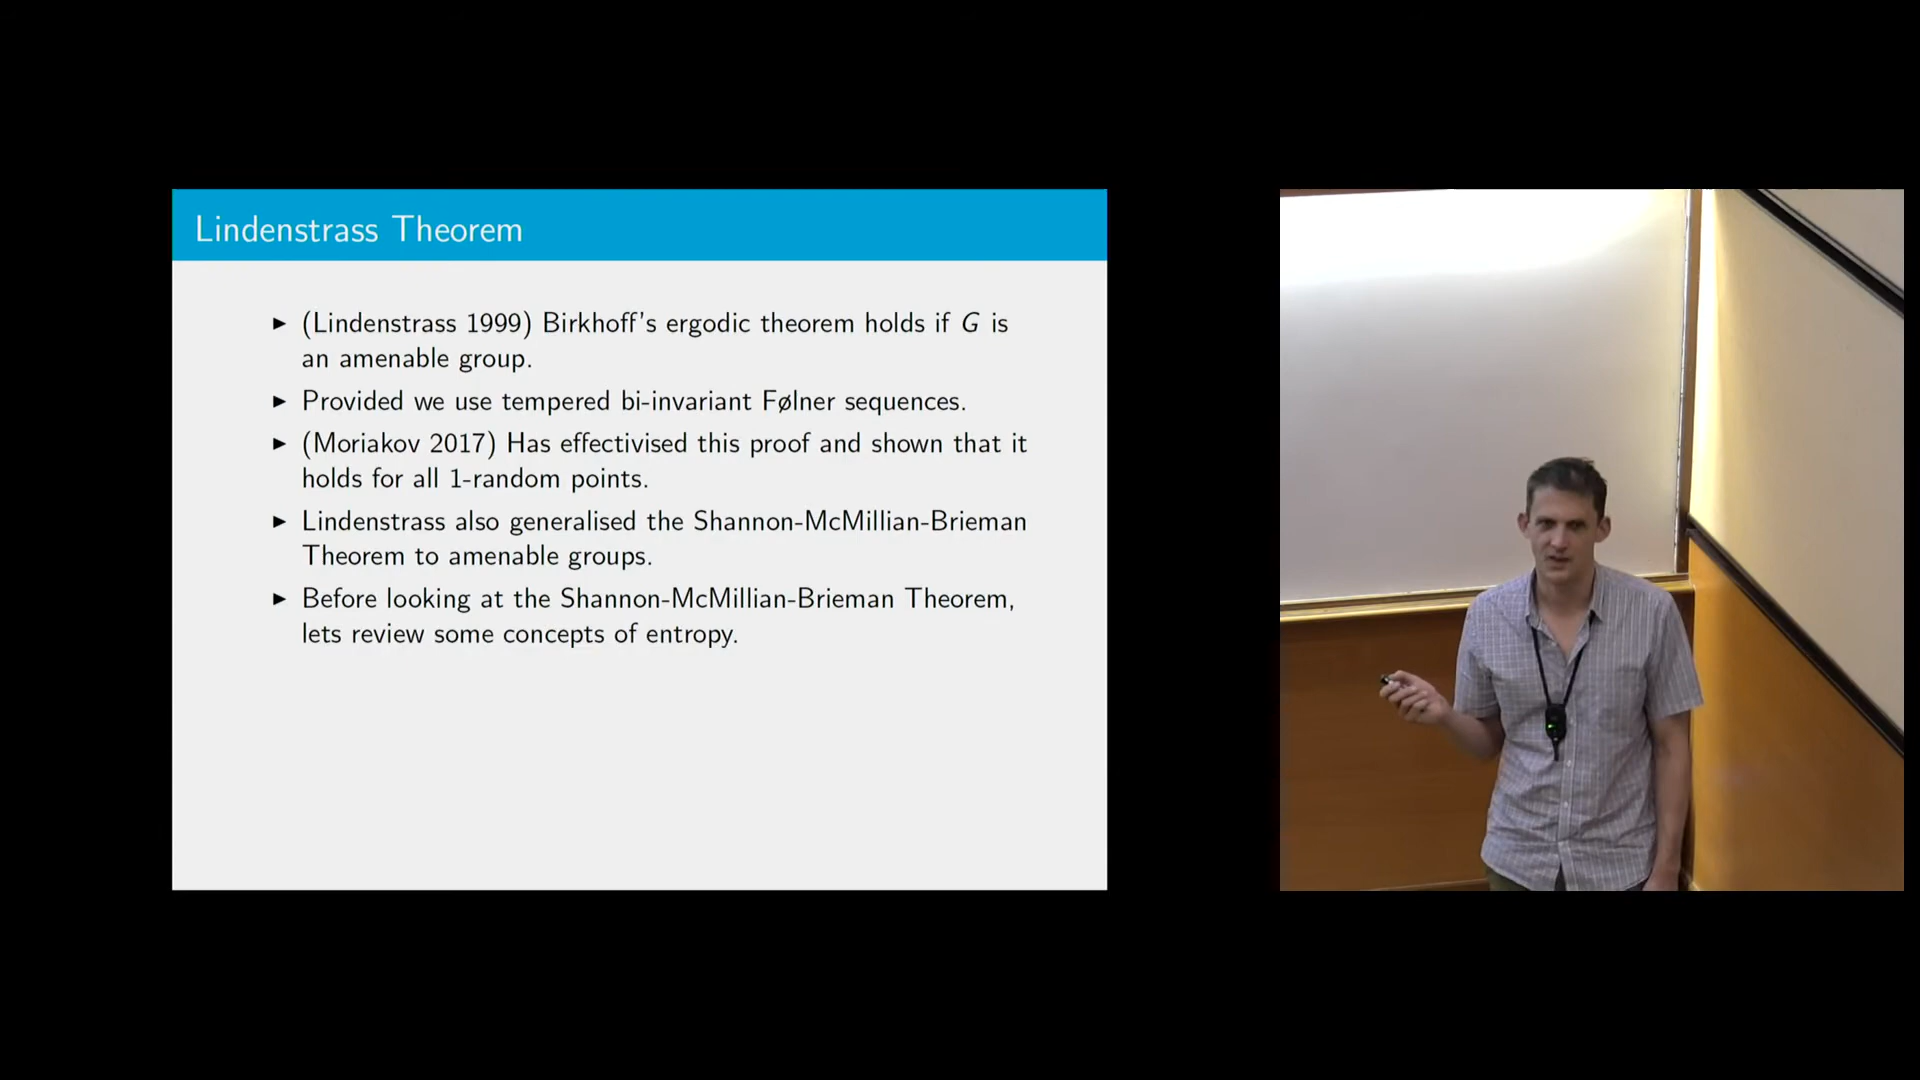 Lindenstrass Theorem
▶ (Lindenstrass 1999) Birkhoff's ergodic theorem holds if G is
an amenable group.
▶ Provided we use tempered bi-invariant Følner sequences.
▶ (Moriakov 2017) Has effectivised this proof and shown that it
holds for all 1-random points.
▶ Lindenstrass also generalised the Shannon-McMillian-Brieman
Theorem to amenable groups.
▶ Before looking at the Shannon-McMillian-Brieman Theorem,
lets review some concepts of entropy.